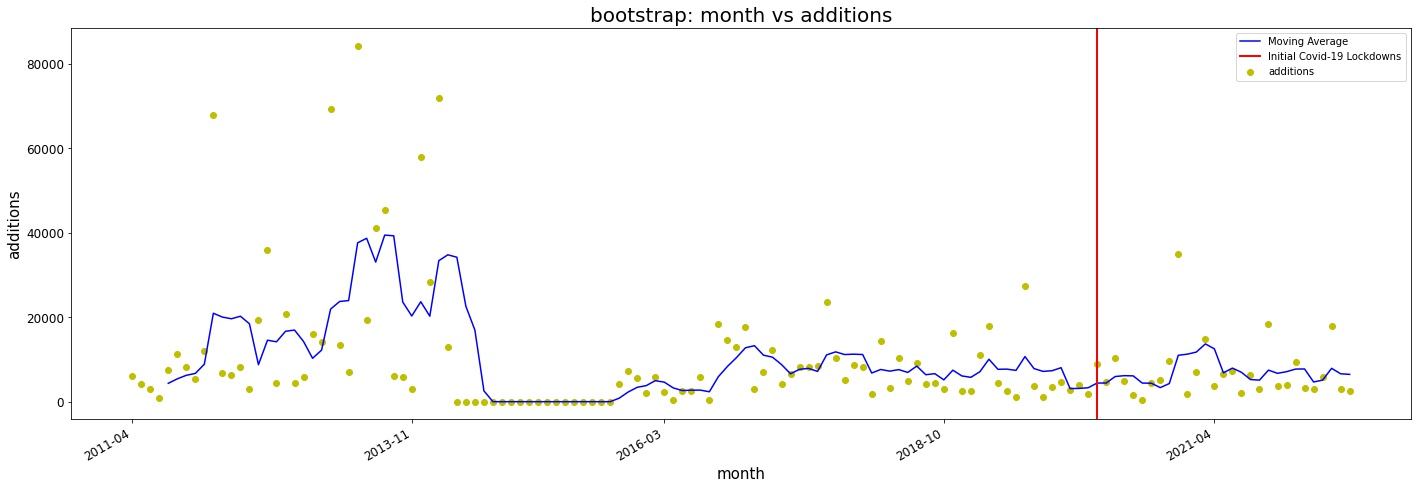 bootstrap: month vs additions
Moving Average
Initial Covid-19 Lockdowns
additions
80000
60000
40000
20000
0
additions
2011-04
2013-11
2016-03
2018-10
2021-04
month